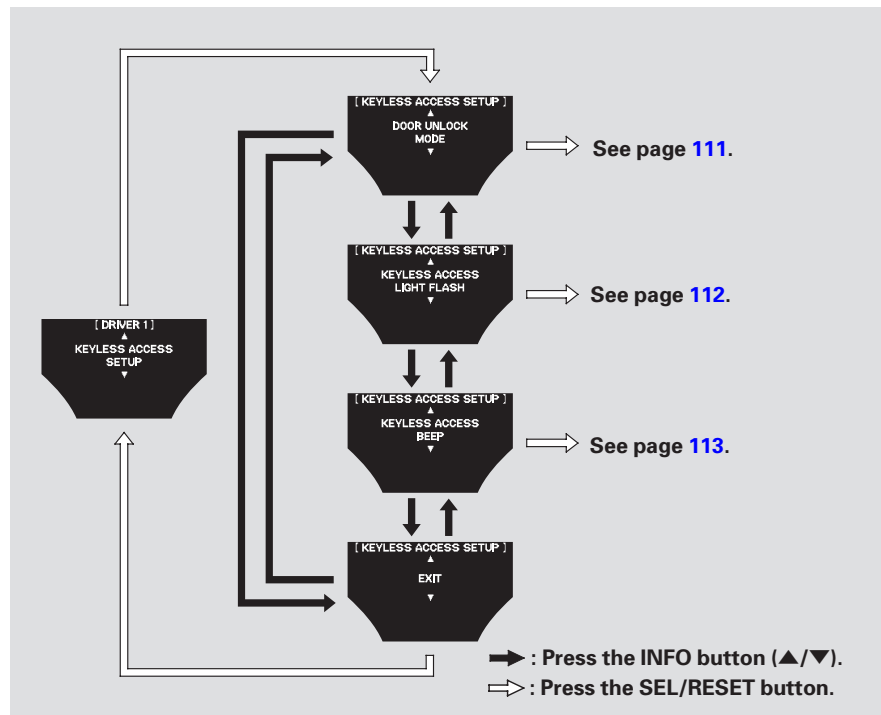 [ KEYLESS ACCESS SETUP ]
▲
DOOR UNLOCK
MODE
▼
See page 111.
[ KEYLESS ACCESS SETUP ]
▲
KEYLESS ACCESS
LIGHT FLASH
▼
See page 112.
[ DRIVER 1 ]
▲
KEYLESS ACCESS
SETUP
▼
[ KEYLESS ACCESS SETUP ]
▲
KEYLESS ACCESS
BEEP
▼
See page 113.
[ KEYLESS ACCESS SETUP ]
▲
EXIT
▼
: Press the INFO button (▲/▼).
: Press the SEL/RESET button.